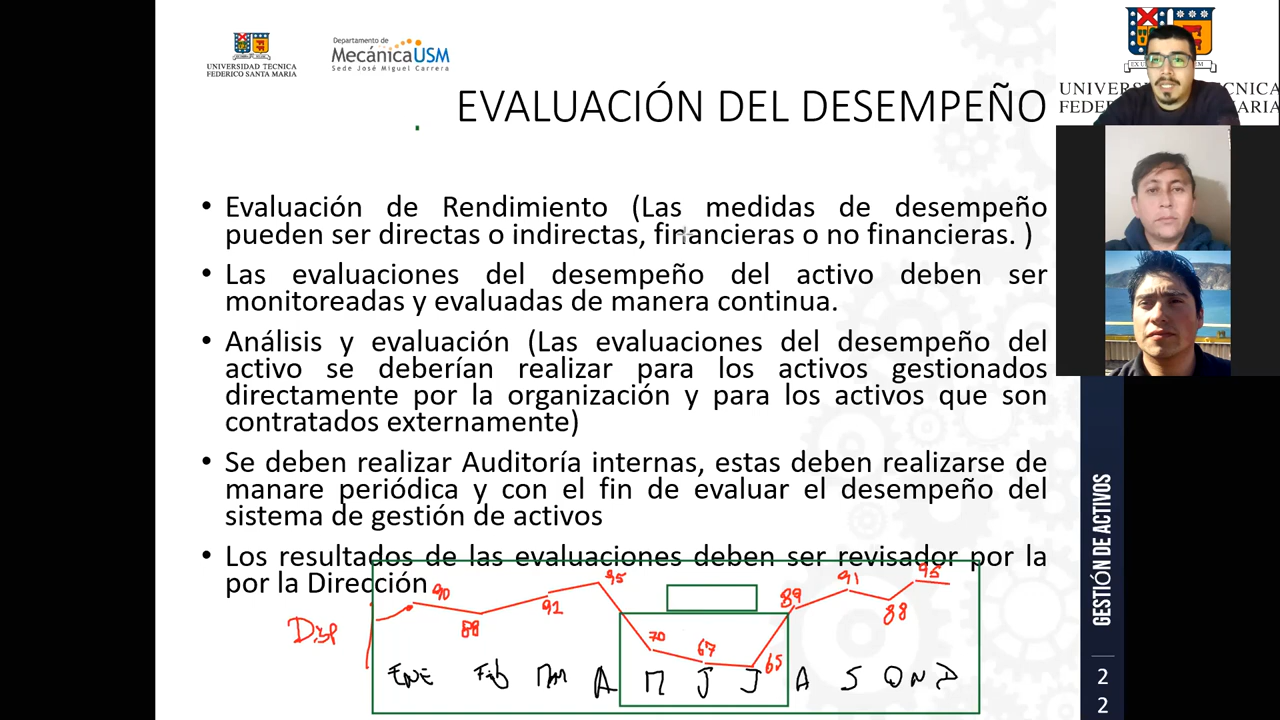 UNIVERSIDAD TECNICA
FEDERICO SANTA MARIA
Departamento de
MecánicaUSM
Sede José Miguel Carrera
EVALUACIÓN DEL DESEMPEÑO
• Evaluación de Rendimiento (Las medidas de desempeño
pueden ser directas o indirectas, financieras o no financieras. )
• Las evaluaciones del desempeño del activo deben ser
monitoreadas y evaluadas de manera continua.
• Análisis y evaluación (Las evaluaciones del desempeño del
activo se deberían realizar para los activos gestionados
directamente por la organización y para los activos que son
contratados externamente)
• Se deben realizar Auditoría internas, estas deben realizarse de
manare periódica y con el fin de evaluar el desempeño del
sistema de gestión de activos
• Los resultados de las evaluaciones deben ser revisador por la
por la Dirección
Disp
90 88 91 95 70 67 65 89 91 88 95
ENE Feb A M J J A S O N D
GESTIÓN DE ACTIVOS
2
2